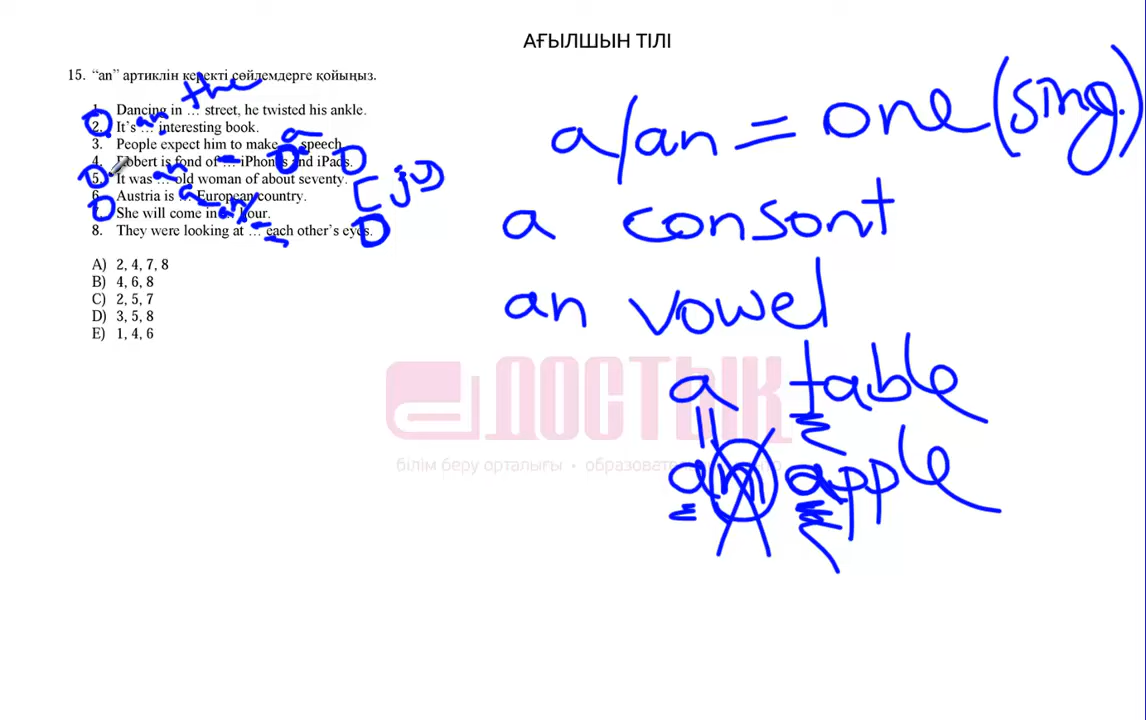 АҒЫЛШЫН ТІЛІ
15. “an” артиклін керекті сөйлемдерге қойыңыз.
the
1. Dancing in … street, he twisted his ankle.
an
2. It’s … interesting book.
a
3. People expect him to make … speech.
4. Robert is fond of … iPhones and iPads.
an
5. It was … old woman of about seventy.
a
6. Austria is … European country.
an
She will come in … hour.
8. They were looking at … each other’s eyes.
A) 2, 4, 7, 8
B) 4, 6, 8
C) 2, 5, 7
D) 3, 5, 8
E) 1, 4, 6
a/an = one (sing.)
a consont
an vowel
a table
an apple
ДОСТЫҚ
білім беру орталығы •